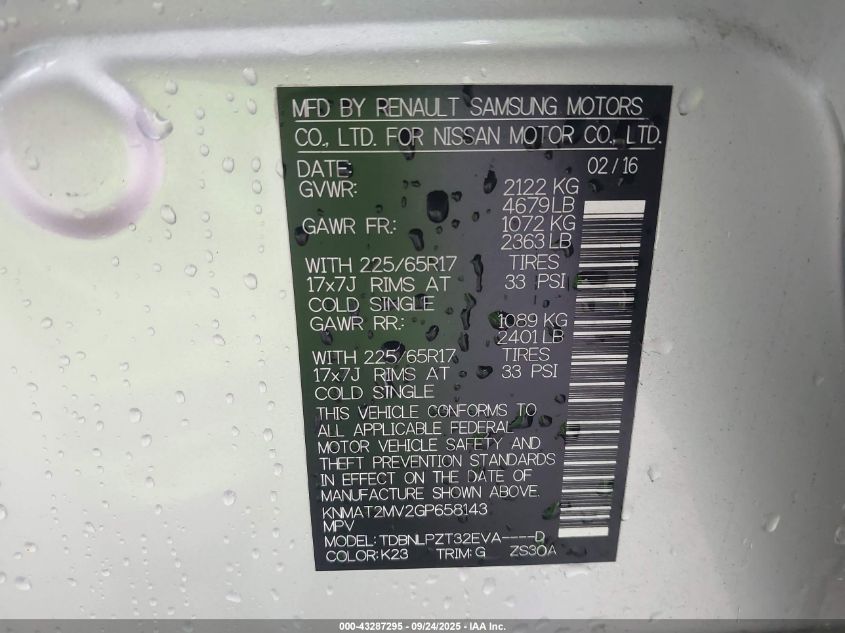 MFD BY RENAULT SAMSUNG MOTORS
CO., LTD. FOR NISSAN MOTOR CO., LTD.
DATE: 02/16
GVWR: 2122 KG
4679LB
GAWR FR.: 1072 KG
2363 LB
WITH 225/65R17 TIRES
17x7J RIMS AT 33 PSI
COLD SINGLE
GAWR RR.: 1089 KG
2401 LB
WITH 225/65R17 TIRES
17x7J RIMS AT 33 PSI
COLD SINGLE
THIS VEHICLE CONFORMS TO
ALL APPLICABLE FEDERAL
MOTOR VEHICLE SAFETY AND
THEFT PREVENTION STANDARDS
IN EFFECT ON THE DATE OF
MANUFACTURE SHOWN ABOVE.
KNMAT2MV2GP658143
MPV
MODEL: TDBNLPZT32EVA----D
COLOR: K23 TRIM: G ZS30A
000-43287295 - 09/24/2025 - IAA Inc.